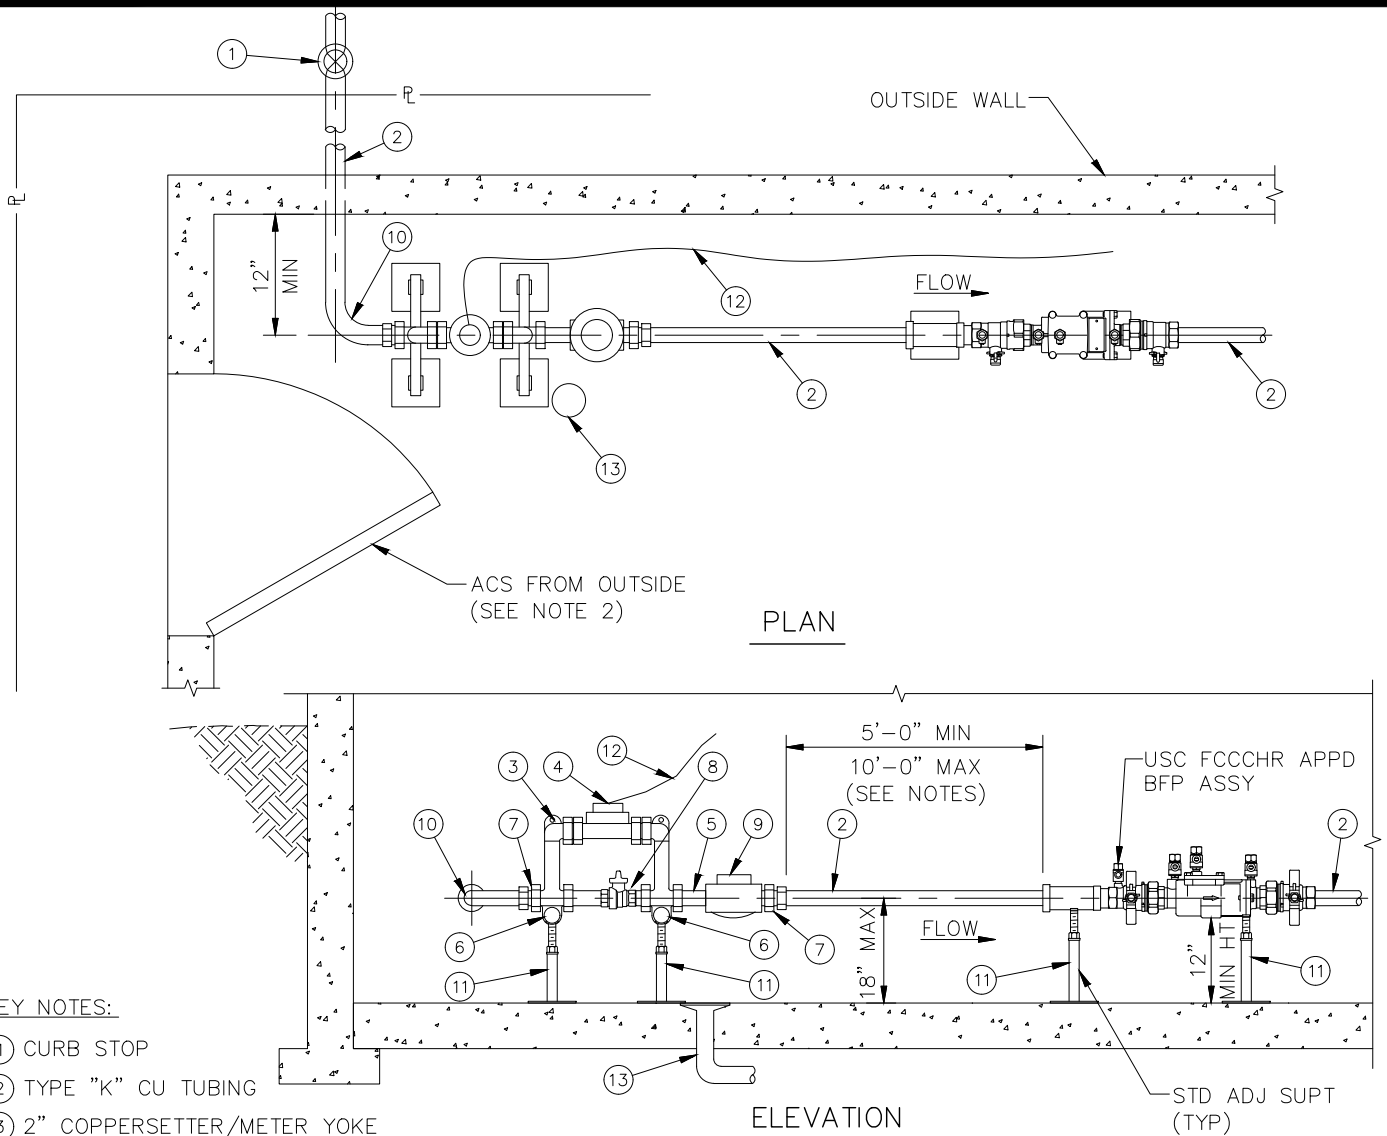 1
PL
OUTSIDE WALL
2
PL
10
12"
MIN
12
FLOW
2
2
13
ACS FROM OUTSIDE
(SEE NOTE 2)
PLAN
5'-0" MIN
10'-0" MAX
(SEE NOTES)
USC FCCCHR APPD
BFP ASSY
12
3
4
8
10
7
5
9
2
2
18" MAX
FLOW
12"
MIN HT
6
6
7
11
11
11
11
EY NOTES:
1 CURB STOP
2 TYPE "K" CU TUBING
3 2" COPPERSETTER/METER YOKE
13
ELEVATION
STD ADJ SUPT
(TYP)